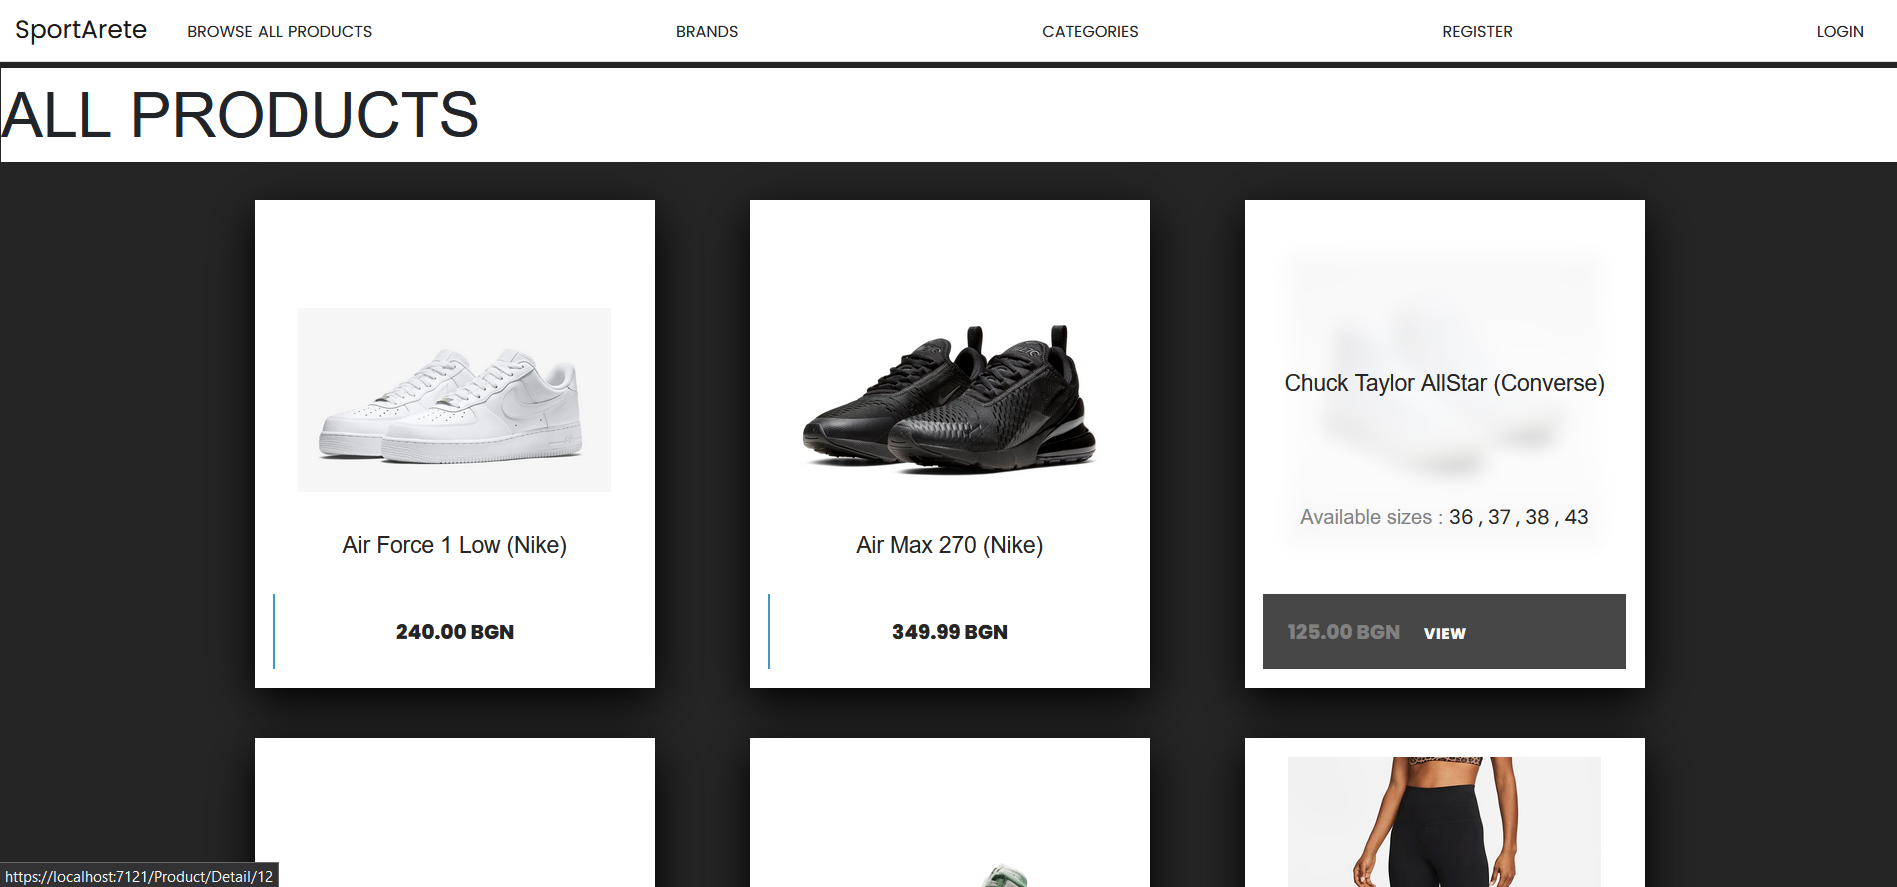 SportArete BROWSE ALL PRODUCTS BRANDS CATEGORIES REGISTER LOGIN
ALL PRODUCTS
Air Force 1 Low (Nike)
240.00 BGN
Air Max 270 (Nike)
349.99 BGN
Chuck Taylor AllStar (Converse)
Available sizes : 36 , 37 , 38 , 43
125.00 BGN VIEW
https://localhost:7121/Product/Detail/12